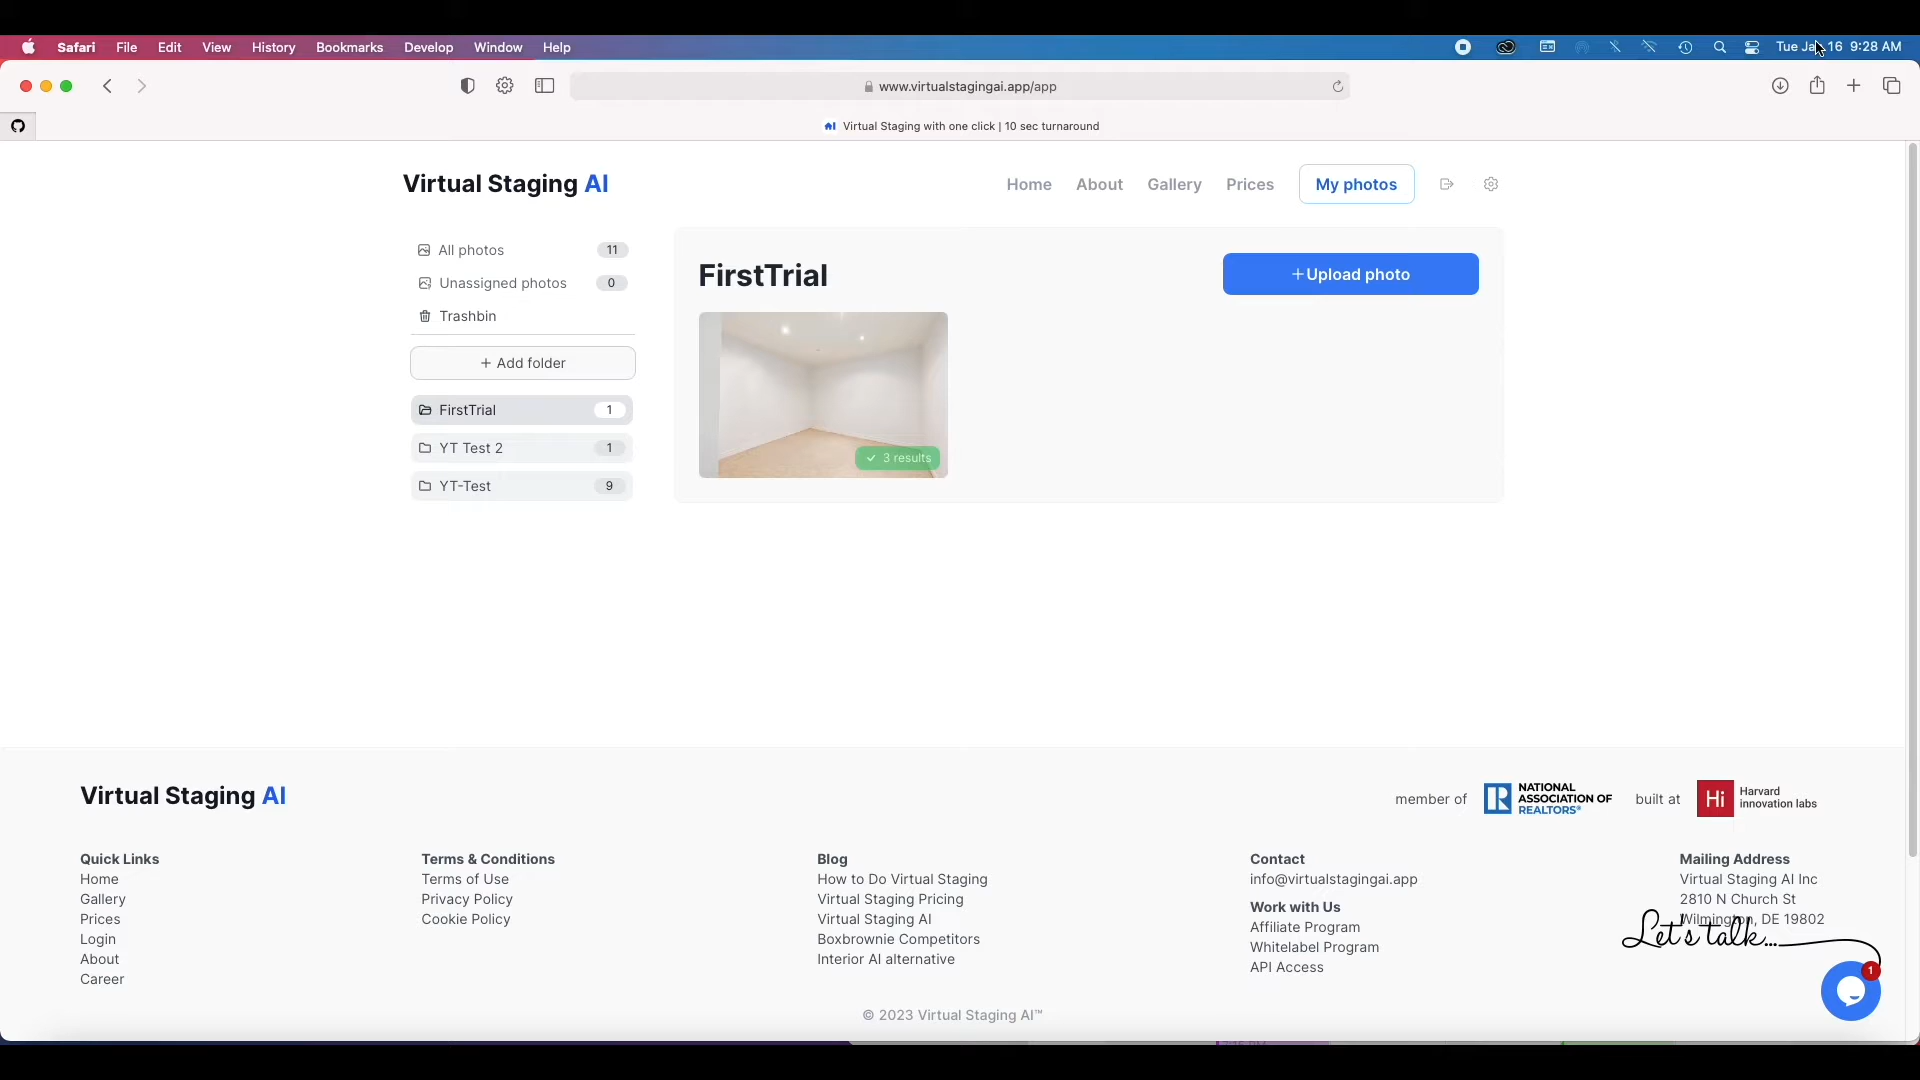 Safari File Edit View History Bookmarks Develop Window Help
Tue Jan 16 9:28 AM
www.virtualstagingai.app/app
Virtual Staging with one click | 10 sec turnaround
Virtual Staging AI
Home About Gallery Prices My photos
All photos 11
Unassigned photos 0
Trashbin
+ Add folder
FirstTrial 1
YT Test 2 1
YT-Test 9
FirstTrial
+Upload photo
3 results
Virtual Staging AI
member of
NATIONAL
ASSOCIATION OF
REALTORS®
built at
Hi
Harvard
innovation labs
Quick Links
Home
Gallery
Prices
Login
About
Career
Terms & Conditions
Terms of Use
Privacy Policy
Cookie Policy
Blog
How to Do Virtual Staging
Virtual Staging Pricing
Virtual Staging AI
Boxbrownie Competitors
Interior AI alternative
Contact
info@virtualstagingai.app
Work with Us
Affiliate Program
Whitelabel Program
API Access
Mailing Address
Virtual Staging AI Inc
2810 N Church St
Wilmington, DE 19802
Let's talk...
1
© 2023 Virtual Staging AI™